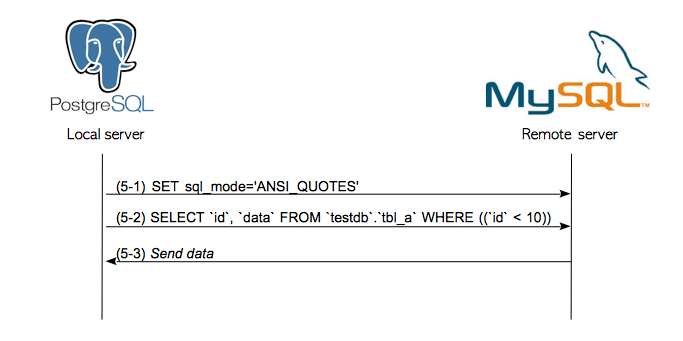 PostgreSQL
MySQL™
Local server
Remote server
(5-1) SET sql_mode='ANSI_QUOTES'
(5-2) SELECT `id`, `data` FROM `testdb`.`tbl_a` WHERE ((`id` < 10))
(5-3) Send data